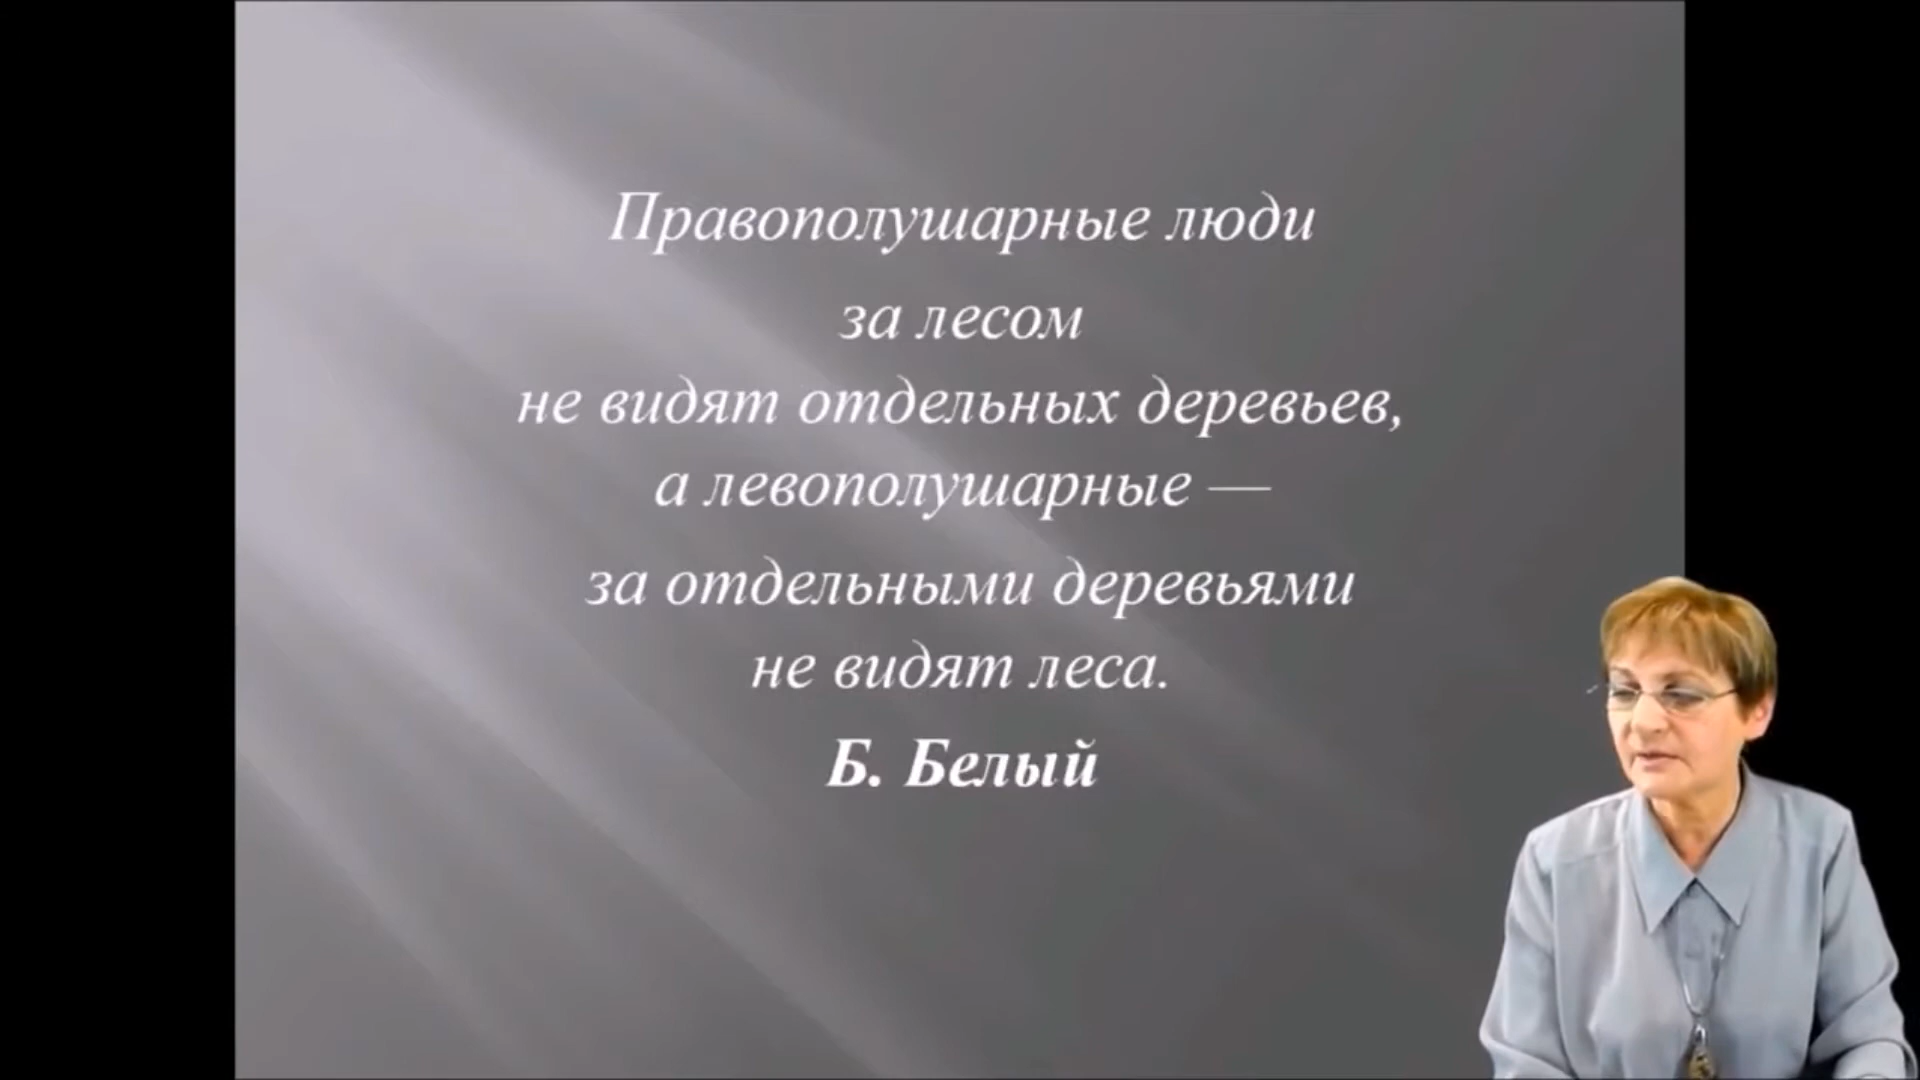 Правополушарные люди
за лесом
не видят отдельных деревьев,
а левополушарные —
за отдельными деревьями
не видят леса.
Б. Белый